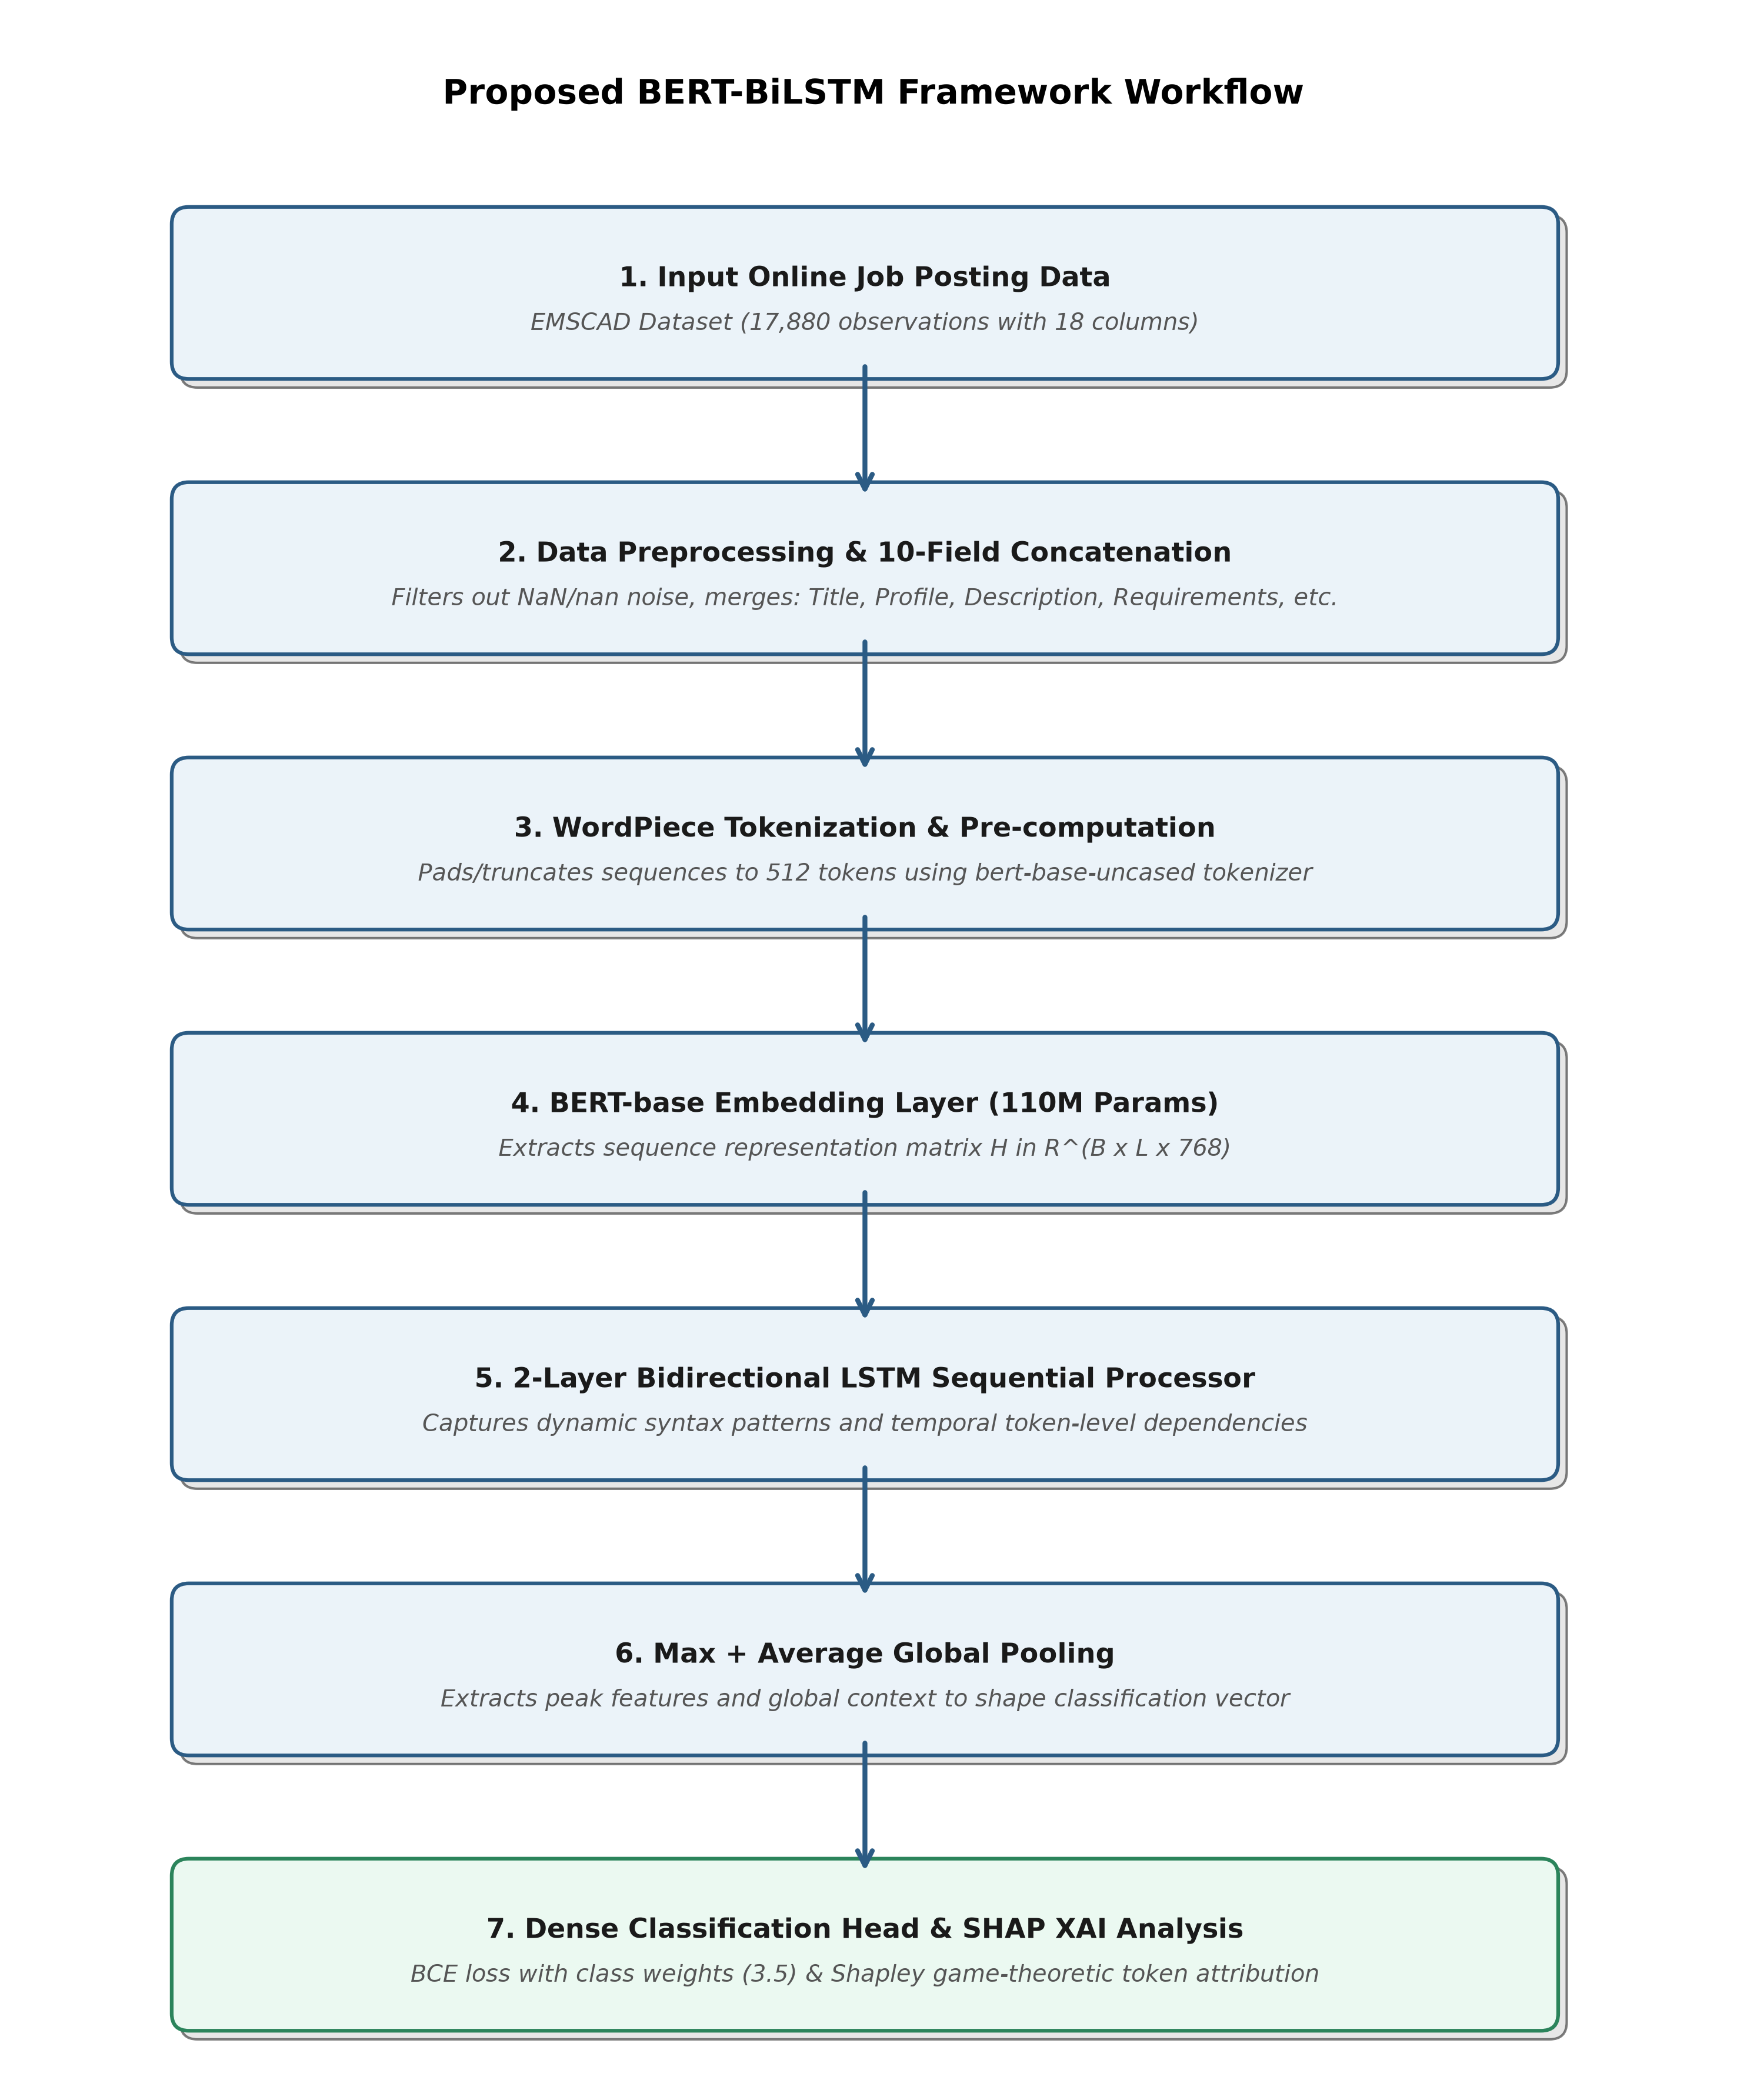 Proposed BERT-BiLSTM Framework Workflow
1. Input Online Job Posting Data
EMSCAD Dataset (17,880 observations with 18 columns)
2. Data Preprocessing & 10-Field Concatenation
Filters out NaN/nan noise, merges: Title, Profile, Description, Requirements, etc.
3. WordPiece Tokenization & Pre-computation
Pads/truncates sequences to 512 tokens using bert-base-uncased tokenizer
4. BERT-base Embedding Layer (110M Params)
Extracts sequence representation matrix H in R^(B x L x 768)
5. 2-Layer Bidirectional LSTM Sequential Processor
Captures dynamic syntax patterns and temporal token-level dependencies
6. Max + Average Global Pooling
Extracts peak features and global context to shape classification vector
7. Dense Classification Head & SHAP XAI Analysis
BCE loss with class weights (3.5) & Shapley game-theoretic token attribution